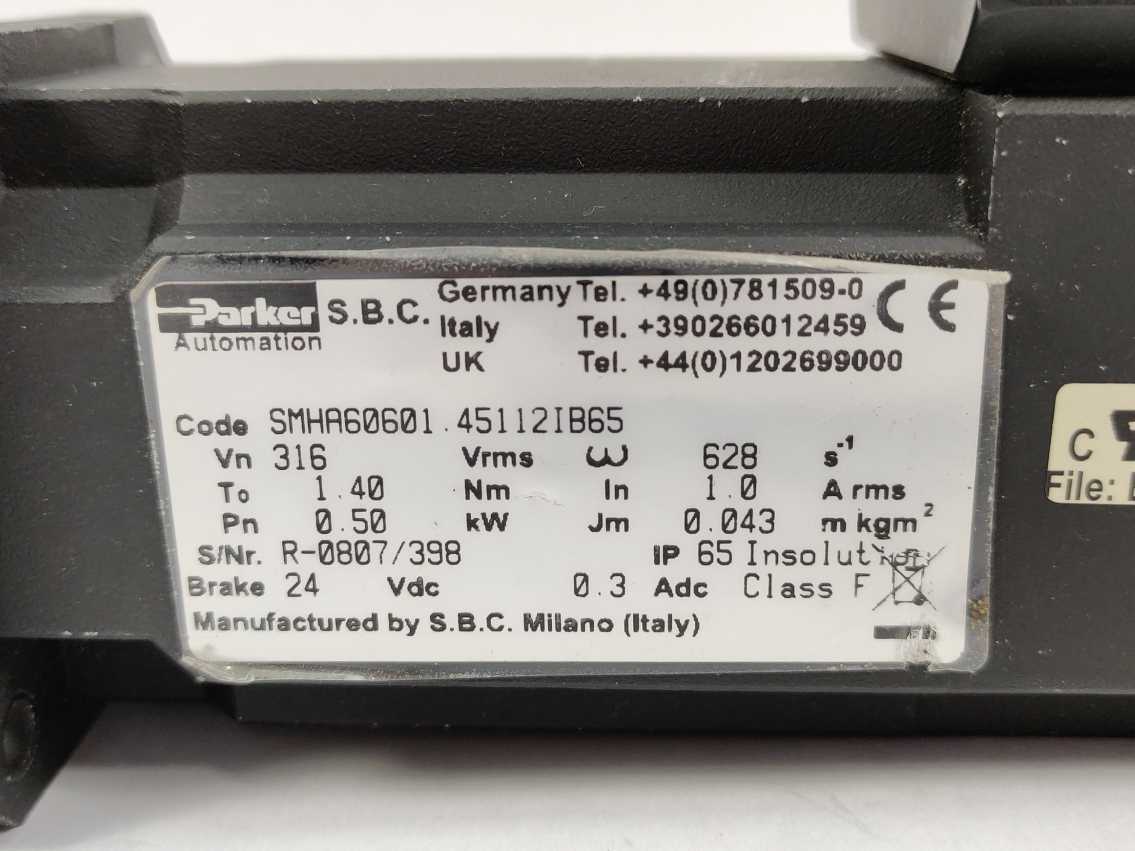 Parker S.B.C. Germany Tel. +49(0)781509-0 CE
Automation Italy Tel. +390266012459
UK Tel. +44(0)1202699000
Code SMHA60601.45112IB65
Vn 316 Vrms ω 628 s⁻¹
To 1.40 Nm In 1.0 A rms
Pn 0.50 kW Jm 0.043 m kgm²
S/Nr. R-0807/398 IP 65 Insolution
Brake 24 Vdc 0.3 Adc Class F
Manufactured by S.B.C. Milano (Italy)
C
File: